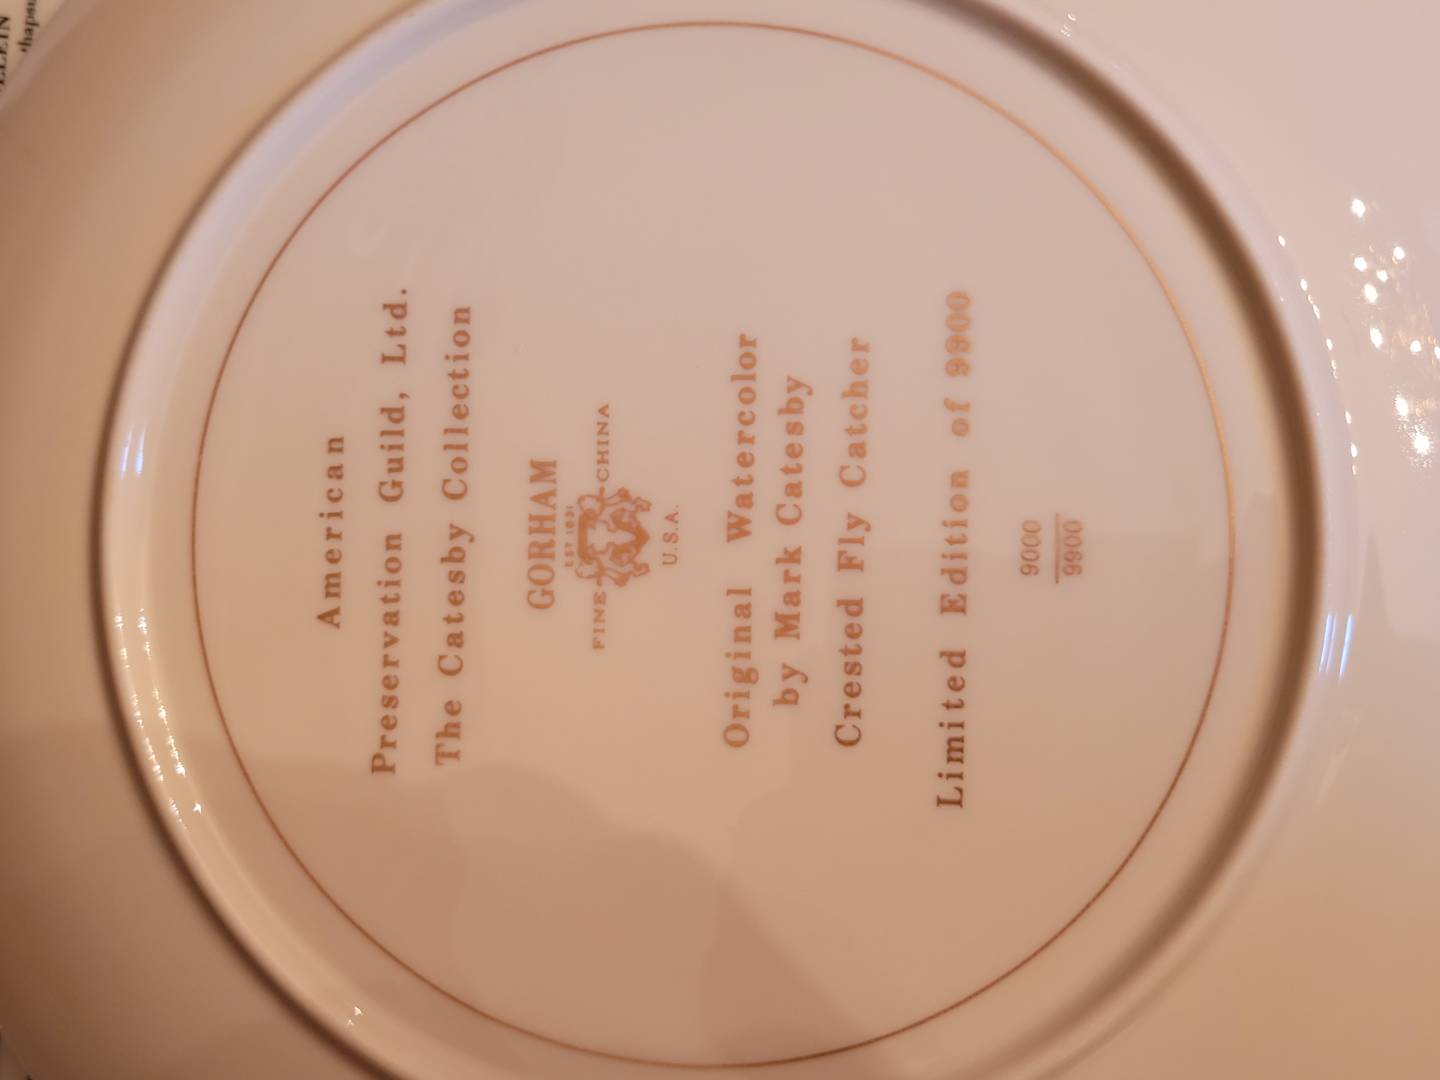 American
Preservation Guild, Ltd.
The Catesby Collection
GORHAM
EST 1831
FINE CHINA
U.S.A.
Original Watercolor
by Mark Catesby
Crested Fly Catcher
Limited Edition of 9900
9000
9900